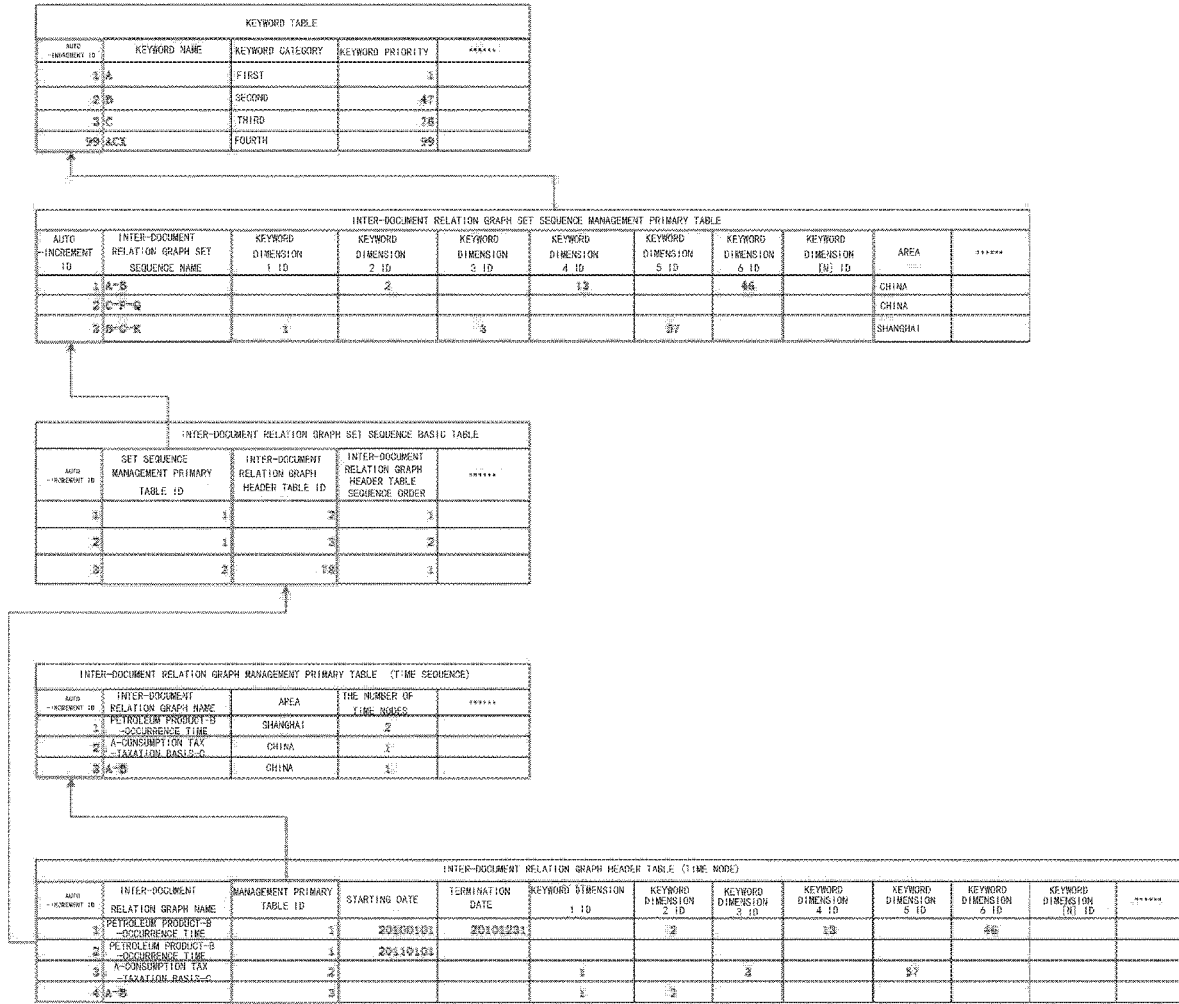 KEYWORD TABLE
AUTO -INCREMENT ID KEYWORD NAME KEYWORD CATEGORY KEYWORD PRIORITY ******
1 A FIRST 1
2 B SECOND 47
3 C THIRD 78
99 ACX FOURTH 99
INTER-DOCUMENT RELATION GRAPH SET SEQUENCE MANAGEMENT PRIMARY TABLE
AUTO -INCREMENT ID INTER-DOCUMENT RELATION GRAPH SET SEQUENCE NAME KEYWORD DIMENSION 1 ID KEYWORD DIMENSION 2 ID KEYWORD DIMENSION 3 ID KEYWORD DIMENSION 4 ID KEYWORD DIMENSION 5 ID KEYWORD DIMENSION 6 ID KEYWORD DIMENSION [N] ID AREA ******
1 A-B 2 13 46 CHINA
2 C-F-Q CHINA
3 B-C-K 1 3 57 SHANGHAI
INTER-DOCUMENT RELATION GRAPH SET SEQUENCE BASIC TABLE
AUTO -INCREMENT ID SET SEQUENCE MANAGEMENT PRIMARY TABLE ID INTER-DOCUMENT RELATION GRAPH HEADER TABLE ID INTER-DOCUMENT RELATION GRAPH HEADER TABLE SEQUENCE ORDER ******
1 1 2 1
2 1 3 2
3 2 78 1
INTER-DOCUMENT RELATION GRAPH MANAGEMENT PRIMARY TABLE (TIME SEQUENCE)
AUTO -INCREMENT ID INTER-DOCUMENT RELATION GRAPH NAME AREA THE NUMBER OF TIME NODES ******
1 PETROLEUM PRODUCT-B -OCCURRENCE TIME SHANGHAI 2
2 A-CONSUMPTION TAX -TAXATION BASIS-C CHINA 1
3 A-B CHINA 1
INTER-DOCUMENT RELATION GRAPH HEADER TABLE (TIME NODE)
AUTO -INCREMENT ID INTER-DOCUMENT RELATION GRAPH NAME MANAGEMENT PRIMARY TABLE ID STARTING DATE TERMINATION DATE KEYWORD DIMENSION 1 ID KEYWORD DIMENSION 2 ID KEYWORD DIMENSION 3 ID KEYWORD DIMENSION 4 ID KEYWORD DIMENSION 5 ID KEYWORD DIMENSION 6 ID KEYWORD DIMENSION [N] ID ******
1 PETROLEUM PRODUCT-B -OCCURRENCE TIME 1 20100101 20101231 2 13 46
2 PETROLEUM PRODUCT-B -OCCURRENCE TIME 1 20110101
3 A-CONSUMPTION TAX -TAXATION BASIS-C 2 1 3 57
4 A-B 3 1 2